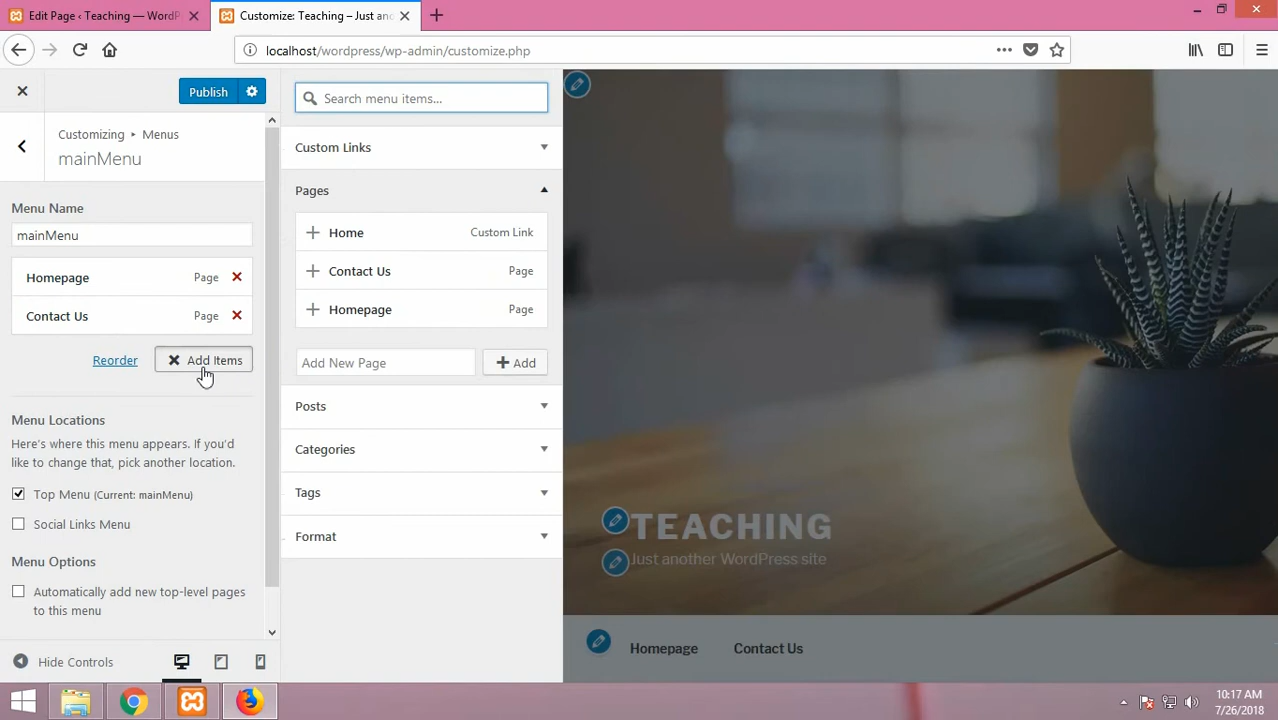 Edit Page ‹ Teaching — WordP
Customize: Teaching – Just an
localhost/wordpress/wp-admin/customize.php
Publish
Customizing ▸ Menus
mainMenu
Menu Name
mainMenu
Homepage Page
Contact Us Page
Reorder
Add Items
Menu Locations
Here's where this menu appears. If you'd
like to change that, pick another location.
Top Menu (Current: mainMenu)
Social Links Menu
Menu Options
Automatically add new top-level pages
to this menu
Hide Controls
Search menu items...
Custom Links
Pages
Home Custom Link
Contact Us Page
Homepage Page
Add New Page
Add
Posts
Categories
Tags
Format
TEACHING
Just another WordPress site
Homepage Contact Us
10:17 AM
7/26/2018